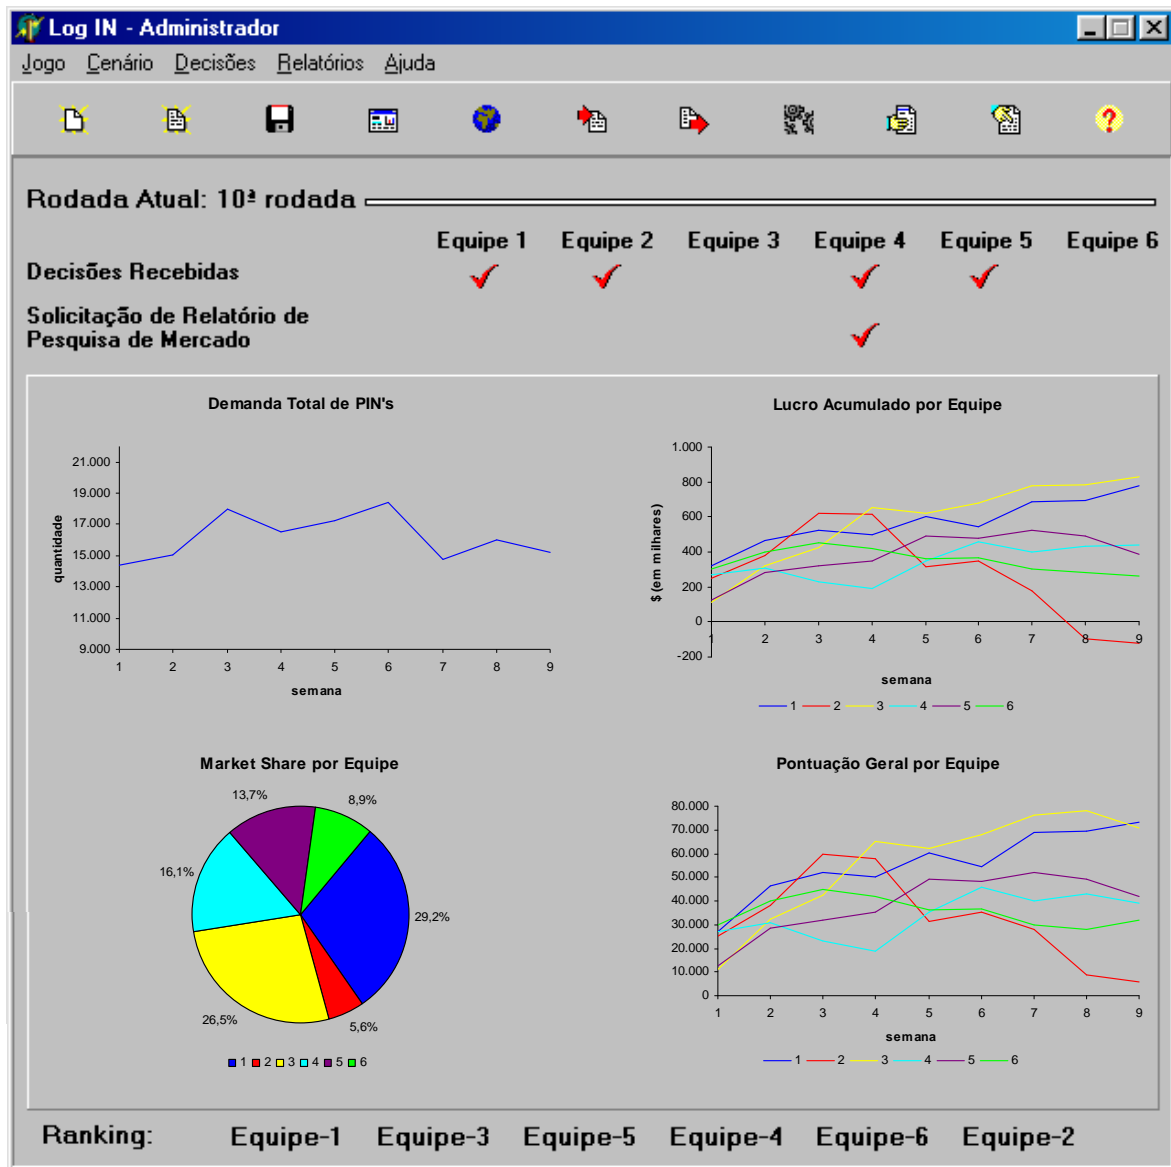 Log IN - Administrador
Jogo Cenário Decisões Relatórios Ajuda
?
Rodada Atual: 10ª rodada
Equipe 1 Equipe 2 Equipe 3 Equipe 4 Equipe 5 Equipe 6
Decisões Recebidas
Solicitação de Relatório de
Pesquisa de Mercado
Demanda Total de PIN's
21.000
19.000
17.000
15.000
13.000
11.000
9.000
quantidade
1 2 3 4 5 6 7 8 9
semana
Lucro Acumulado por Equipe
1.000
800
600
400
200
0
-200
$ (em milhares)
1 2 3 4 5 6 7 8 9
semana
1 2 3 4 5 6
Market Share por Equipe
13,7% 8,9%
16,1%
29,2%
26,5%
5,6%
1 2 3 4 5 6
Pontuação Geral por Equipe
80.000
70.000
60.000
50.000
40.000
30.000
20.000
10.000
0
1 2 3 4 5 6 7 8 9
semana
1 2 3 4 5 6
Ranking: Equipe-1 Equipe-3 Equipe-5 Equipe-4 Equipe-6 Equipe-2